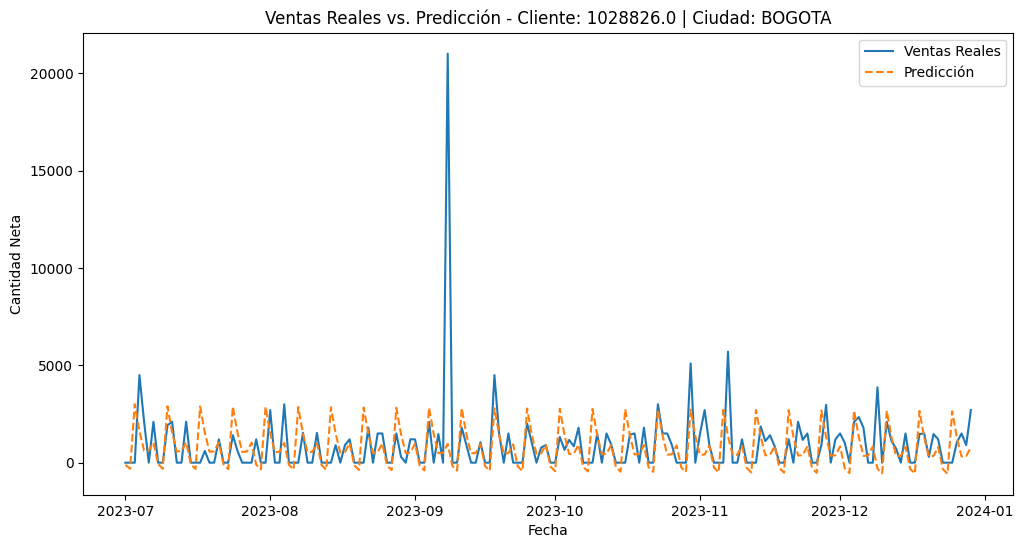 Ventas Reales vs. Predicción - Cliente: 1028826.0 | Ciudad: BOGOTA
Ventas Reales
Predicción
20000
15000
10000
5000
0
Cantidad Neta
2023-07
2023-08
2023-09
2023-10
2023-11
2023-12
2024-01
Fecha